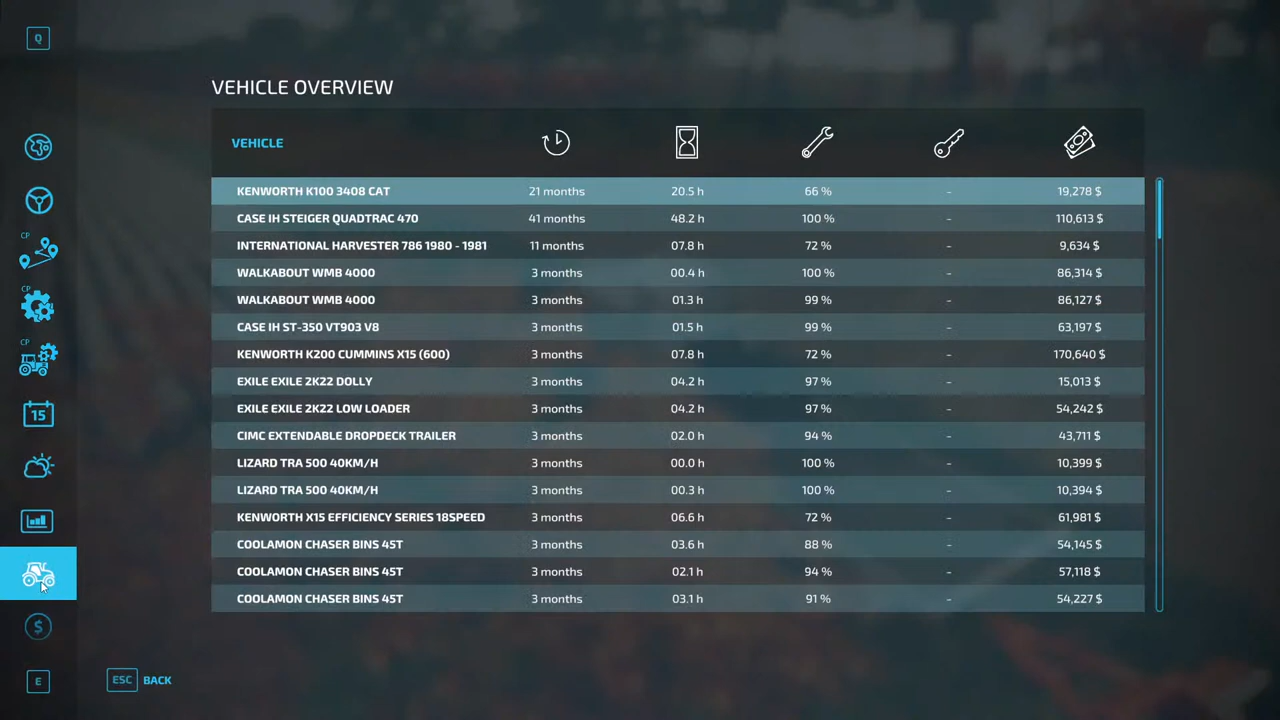 Q
VEHICLE OVERVIEW
VEHICLE
KENWORTH K100 3408 CAT 21 months 20.5 h 66 % - 19,278 $
CASE IH STEIGER QUADTRAC 470 41 months 48.2 h 100 % - 110,613 $
INTERNATIONAL HARVESTER 786 1980 - 1981 11 months 07.8 h 72 % - 9,634 $
WALKABOUT WMB 4000 3 months 00.4 h 100 % - 86,314 $
WALKABOUT WMB 4000 3 months 01.3 h 99 % - 86,127 $
CASE IH ST-350 VT903 V8 3 months 01.5 h 99 % - 63,197 $
KENWORTH K200 CUMMINS X15 (600) 3 months 07.8 h 72 % - 170,640 $
EXILE EXILE 2K22 DOLLY 3 months 04.2 h 97 % - 15,013 $
EXILE EXILE 2K22 LOW LOADER 3 months 04.2 h 97 % - 54,242 $
CIMC EXTENDABLE DROPDECK TRAILER 3 months 02.0 h 94 % - 43,711 $
LIZARD TRA 500 40KM/H 3 months 00.0 h 100 % - 10,399 $
LIZARD TRA 500 40KM/H 3 months 00.3 h 100 % - 10,394 $
KENWORTH X15 EFFICIENCY SERIES 18SPEED 3 months 06.6 h 72 % - 61,981 $
COOLAMON CHASER BINS 45T 3 months 03.6 h 88 % - 54,145 $
COOLAMON CHASER BINS 45T 3 months 02.1 h 94 % - 57,118 $
COOLAMON CHASER BINS 45T 3 months 03.1 h 91 % - 54,227 $
CP
CP
CP
15
$
E
ESC BACK